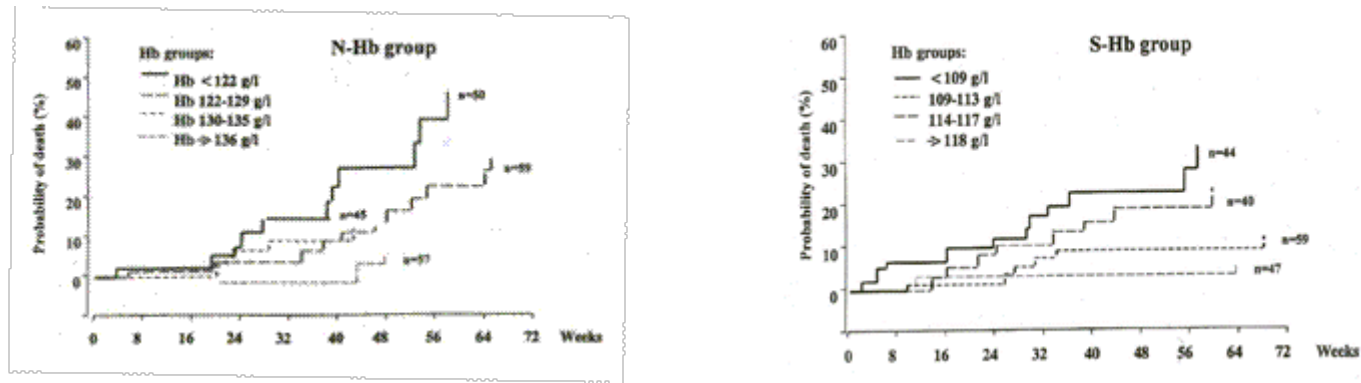 N-Hb group
Hb groups:
Hb <122 g/l
Hb 122-129 g/l
Hb 130-135 g/l
Hb > 136 g/l
Probability of death (%)
60
50
40
30
20
10
0
n=50
n=59
n=45
n=57
0 8 16 24 32 40 48 56 64 72 Weeks
S-Hb group
Hb groups:
<109 g/l
109-113 g/l
114-117 g/l
>118 g/l
Probability of death (%)
60
50
40
30
20
10
0
n=44
n=40
n=59
n=47
0 8 16 24 32 40 48 56 64 72 Weeks